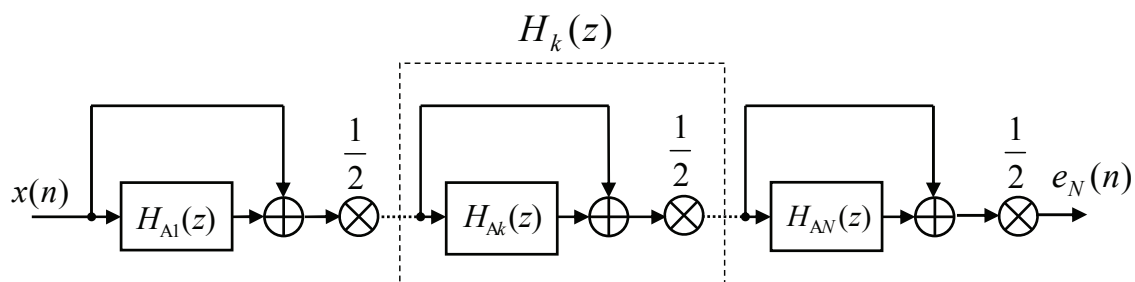 H_k(z)
1/2
1/2
1/2
x(n)
H_A1(z)
H_Ak(z)
H_AN(z)
e_N(n)